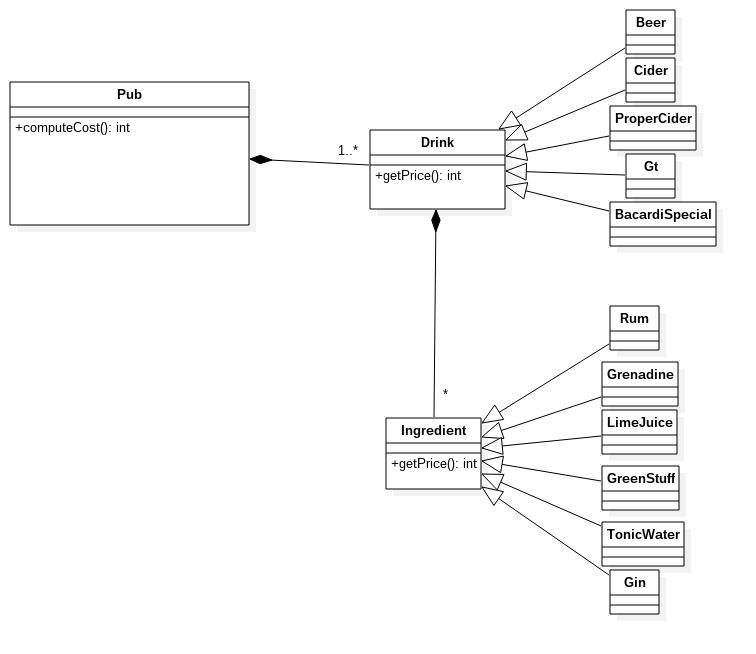 Beer
Cider
Pub
ProperCider
+computeCost(): int
1..*
Drink
Gt
+getPrice(): int
BacardiSpecial
Rum
Grenadine
*
Ingredient
LimeJuice
+getPrice(): int
GreenStuff
TonicWater
Gin